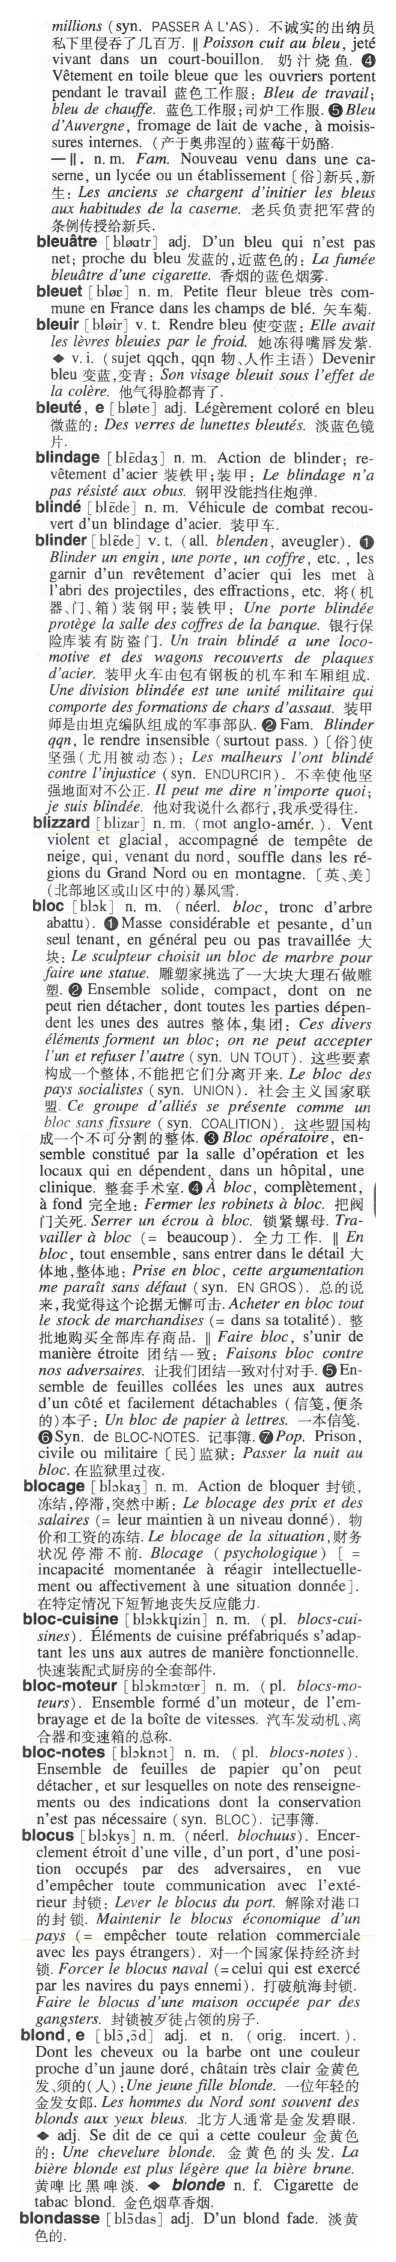 millions (syn. PASSER À L'AS). 不诚实的出纳员
私下里侵吞了几百万. ‖ Poisson cuit au bleu, jeté
vivant dans un court-bouillon. 奶汁烧鱼. ❹
Vêtement en toile bleue que les ouvriers portent
pendant le travail 蓝色工作服: Bleu de travail;
bleu de chauffe. 蓝色工作服;司炉工作服. ❺ Bleu
d'Auvergne, fromage de lait de vache, à moisis-
sures internes. (产于奥弗涅的)蓝莓干奶酪.
—‖. n. m. Fam. Nouveau venu dans une ca-
serne, un lycée ou un établissement〔俗〕新兵,新
生: Les anciens se chargent d'initier les bleus
aux habitudes de la caserne. 老兵负责把军营的
条例传授给新兵.
bleuâtre [bløɑtr] adj. D'un bleu qui n'est pas
net; proche du bleu 发蓝的,近蓝色的: La fumée
bleuâtre d'une cigarette. 香烟的蓝色烟雾.
bleuet [bløɛ] n. m. Petite fleur bleue très com-
mune en France dans les champs de blé. 矢车菊.
bleuir [bløir] v. t. Rendre bleu 使变蓝: Elle avait
les lèvres bleuies par le froid. 她冻得嘴唇发紫.
◆ v. i. (sujet qqch, qqn 物、人作主语) Devenir
bleu 变蓝,变青: Son visage bleuit sous l'effet de
la colère. 他气得脸都青了.
bleuté, e [bløte] adj. Légèrement coloré en bleu
微蓝的: Des verres de lunettes bleutés. 淡蓝色镜
片.
blindage [blɛ̃daʒ] n. m. Action de blinder; re-
vêtement d'acier 装铁甲;装甲: Le blindage n'a
pas résisté aux obus. 钢甲没能挡住炮弹.
blindé [blɛ̃de] n. m. Véhicule de combat recou-
vert d'un blindage d'acier. 装甲车.
blinder [blɛ̃de] v. t. (all. blenden, aveugler). ❶
Blinder un engin, une porte, un coffre, etc. , les
garnir d'un revêtement d'acier qui les met à
l'abri des projectiles, des effractions, etc. 将(机
器、门、箱)装钢甲;装铁甲: Une porte blindée
protège la salle des coffres de la banque. 银行保
险库装有防盗门. Un train blindé a une loco-
motive et des wagons recouverts de plaques
d'acier. 装甲火车由包有钢板的机车和车厢组成.
Une division blindée est une unité militaire qui
comporte des formations de chars d'assaut. 装甲
师是由坦克编队组成的军事部队. ❷ Fam. Blinder
qqn, le rendre insensible (surtout pass. )〔俗〕使
坚强(尤用被动态): Les malheurs l'ont blindé
contre l'injustice (syn. ENDURCIR). 不幸使他坚
强地面对不公正. Il peut me dire n'importe quoi;
je suis blindée. 他对我说什么都行,我承受得住.
blizzard [blizar] n. m. (mot anglo-amér. ). Vent
violent et glacial, accompagné de tempête de
neige, qui, venant du nord, souffle dans les ré-
gions du Grand Nord ou en montagne. 〔英、美〕
(北部地区或山区中的)暴风雪.
bloc [blɔk] n. m. (néerl. bloc, tronc d'arbre
abattu). ❶ Masse considérable et pesante, d'un
seul tenant, en général peu ou pas travaillée 大
块: Le sculpteur choisit un bloc de marbre pour
faire une statue. 雕塑家挑选了一大块大理石做雕
塑. ❷ Ensemble solide, compact, dont on ne
peut rien détacher, dont toutes les parties dépen-
dent les unes des autres 整体,集团: Ces divers
éléments forment un bloc; on ne peut accepter
l'un et refuser l'autre (syn. UN TOUT). 这些要素
构成一个整体,不能把它们分离开来. Le bloc des
pays socialistes (syn. UNION). 社会主义国家联
盟. Ce groupe d'alliés se présente comme un
bloc sans fissure (syn. COALITION). 这些盟国构
成一个不可分割的整体. ❸ Bloc opératoire, en-
semble constitué par la salle d'opération et les
locaux qui en dépendent, dans un hôpital, une
clinique. 整套手术室. ❹ À bloc, complètement,
à fond 完全地: Fermer les robinets à bloc. 把阀
门关死. Serrer un écrou à bloc. 锁紧螺母. Tra-
vailler à bloc (= beaucoup). 全力工作. ‖ En
bloc, tout ensemble, sans entrer dans le détail 大
体地,整体地: Prise en bloc, cette argumentation
me paraît sans défaut (syn. EN GROS). 总的说
来,我觉得这个论据无懈可击. Acheter en bloc tout
le stock de marchandises (= dans sa totalité). 整
批地购买全部库存商品. ‖ Faire bloc, s'unir de
manière étroite 团结一致: Faisons bloc contre
nos adversaires. 让我们团结一致对付对手. ❺ En-
semble de feuilles collées les unes aux autres
d'un côté et facilement détachables (信笺,便条
的)本子: Un bloc de papier à lettres. 一本信笺.
❻ Syn. de BLOC-NOTES. 记事簿. ❼ Pop. Prison,
civile ou militaire〔民〕监狱: Passer la nuit au
bloc. 在监狱里过夜.
blocage [blɔkaʒ] n. m. Action de bloquer 封锁,
冻结,停滞,突然中断: Le blocage des prix et des
salaires (= leur maintien à un niveau donné). 物
价和工资的冻结. Le blocage de la situation, 财务
状况停滞不前. Blocage (psychologique) [ =
incapacité momentanée à réagir intellectuelle-
ment ou affectivement à une situation donnée].
在特定情况下短暂地丧失反应能力.
bloc-cuisine [blɔkkɥizin] n. m. (pl. blocs-cui-
sines). Éléments de cuisine préfabriqués s'adap-
tant les uns aux autres de manière fonctionnelle.
快速装配式厨房的全套部件.
bloc-moteur [blɔkmɔtœr] n. m. (pl. blocs-mo-
teurs). Ensemble formé d'un moteur, de l'em-
brayage et de la boîte de vitesses. 汽车发动机、离
合器和变速箱的总称.
bloc-notes [blɔknɔt] n. m. (pl. blocs-notes).
Ensemble de feuilles de papier qu'on peut
détacher, et sur lesquelles on note des renseigne-
ments ou des indications dont la conservation
n'est pas nécessaire (syn. BLOC). 记事簿.
blocus [blɔkys] n. m. (néerl. blochuus). Encer-
clement étroit d'une ville, d'un port, d'une posi-
tion occupés par des adversaires, en vue
d'empêcher toute communication avec l'exté-
rieur 封锁: Lever le blocus du port. 解除对港口
的封锁. Maintenir le blocus économique d'un
pays (= empêcher toute relation commerciale
avec les pays étrangers). 对一个国家保持经济封
锁. Forcer le blocus naval (=celui qui est exercé
par les navires du pays ennemi). 打破航海封锁.
Faire le blocus d'une maison occupée par des
gangsters. 封锁被歹徒占领的房子.
blond, e [blɔ̃,ɔ̃d] adj. et n. (orig. incert. ).
Dont les cheveux ou la barbe ont une couleur
proche d'un jaune doré, châtain très clair 金黄色
发、须的(人): Une jeune fille blonde. 一位年轻的
金发女郎. Les hommes du Nord sont souvent des
blonds aux yeux bleus. 北方人通常是金发碧眼.
◆ adj. Se dit de ce qui a cette couleur 金黄色
的: Une chevelure blonde. 金黄色的头发. La
bière blonde est plus légère que la bière brune.
黄啤比黑啤淡. ◆ blonde n. f. Cigarette de
tabac blond. 金色烟草香烟.
blondasse [blɔ̃das] adj. D'un blond fade. 淡黄
色的.